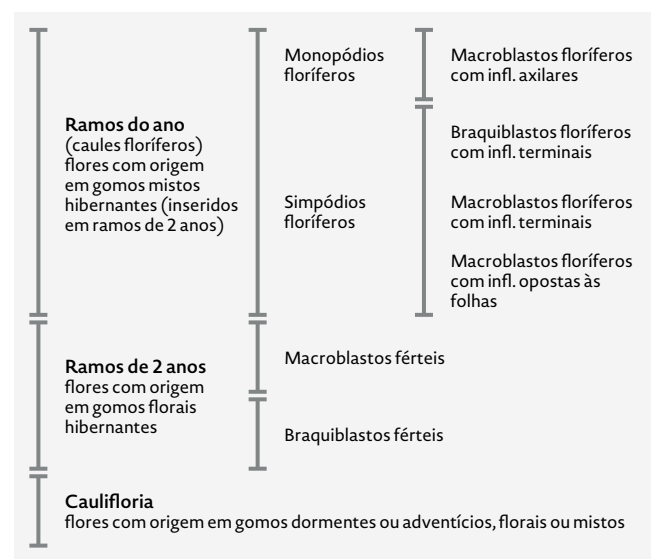 Ramos do ano
(caules floríferos)
flores com origem
em gomos mistos
hibernantes (inseridos
em ramos de 2 anos)
Monopódios
floríferos
Macroblastos floríferos
com infl. axilares
Simpódios
floríferos
Braquiblastos floríferos
com infl. terminais
Macroblastos floríferos
com infl. terminais
Macroblastos floríferos
com infl. opostas às
folhas
Ramos de 2 anos
flores com origem
em gomos florais
hibernantes
Macroblastos férteis
Braquiblastos férteis
Caulifloria
flores com origem em gomos dormentes ou adventícios, florais ou mistos